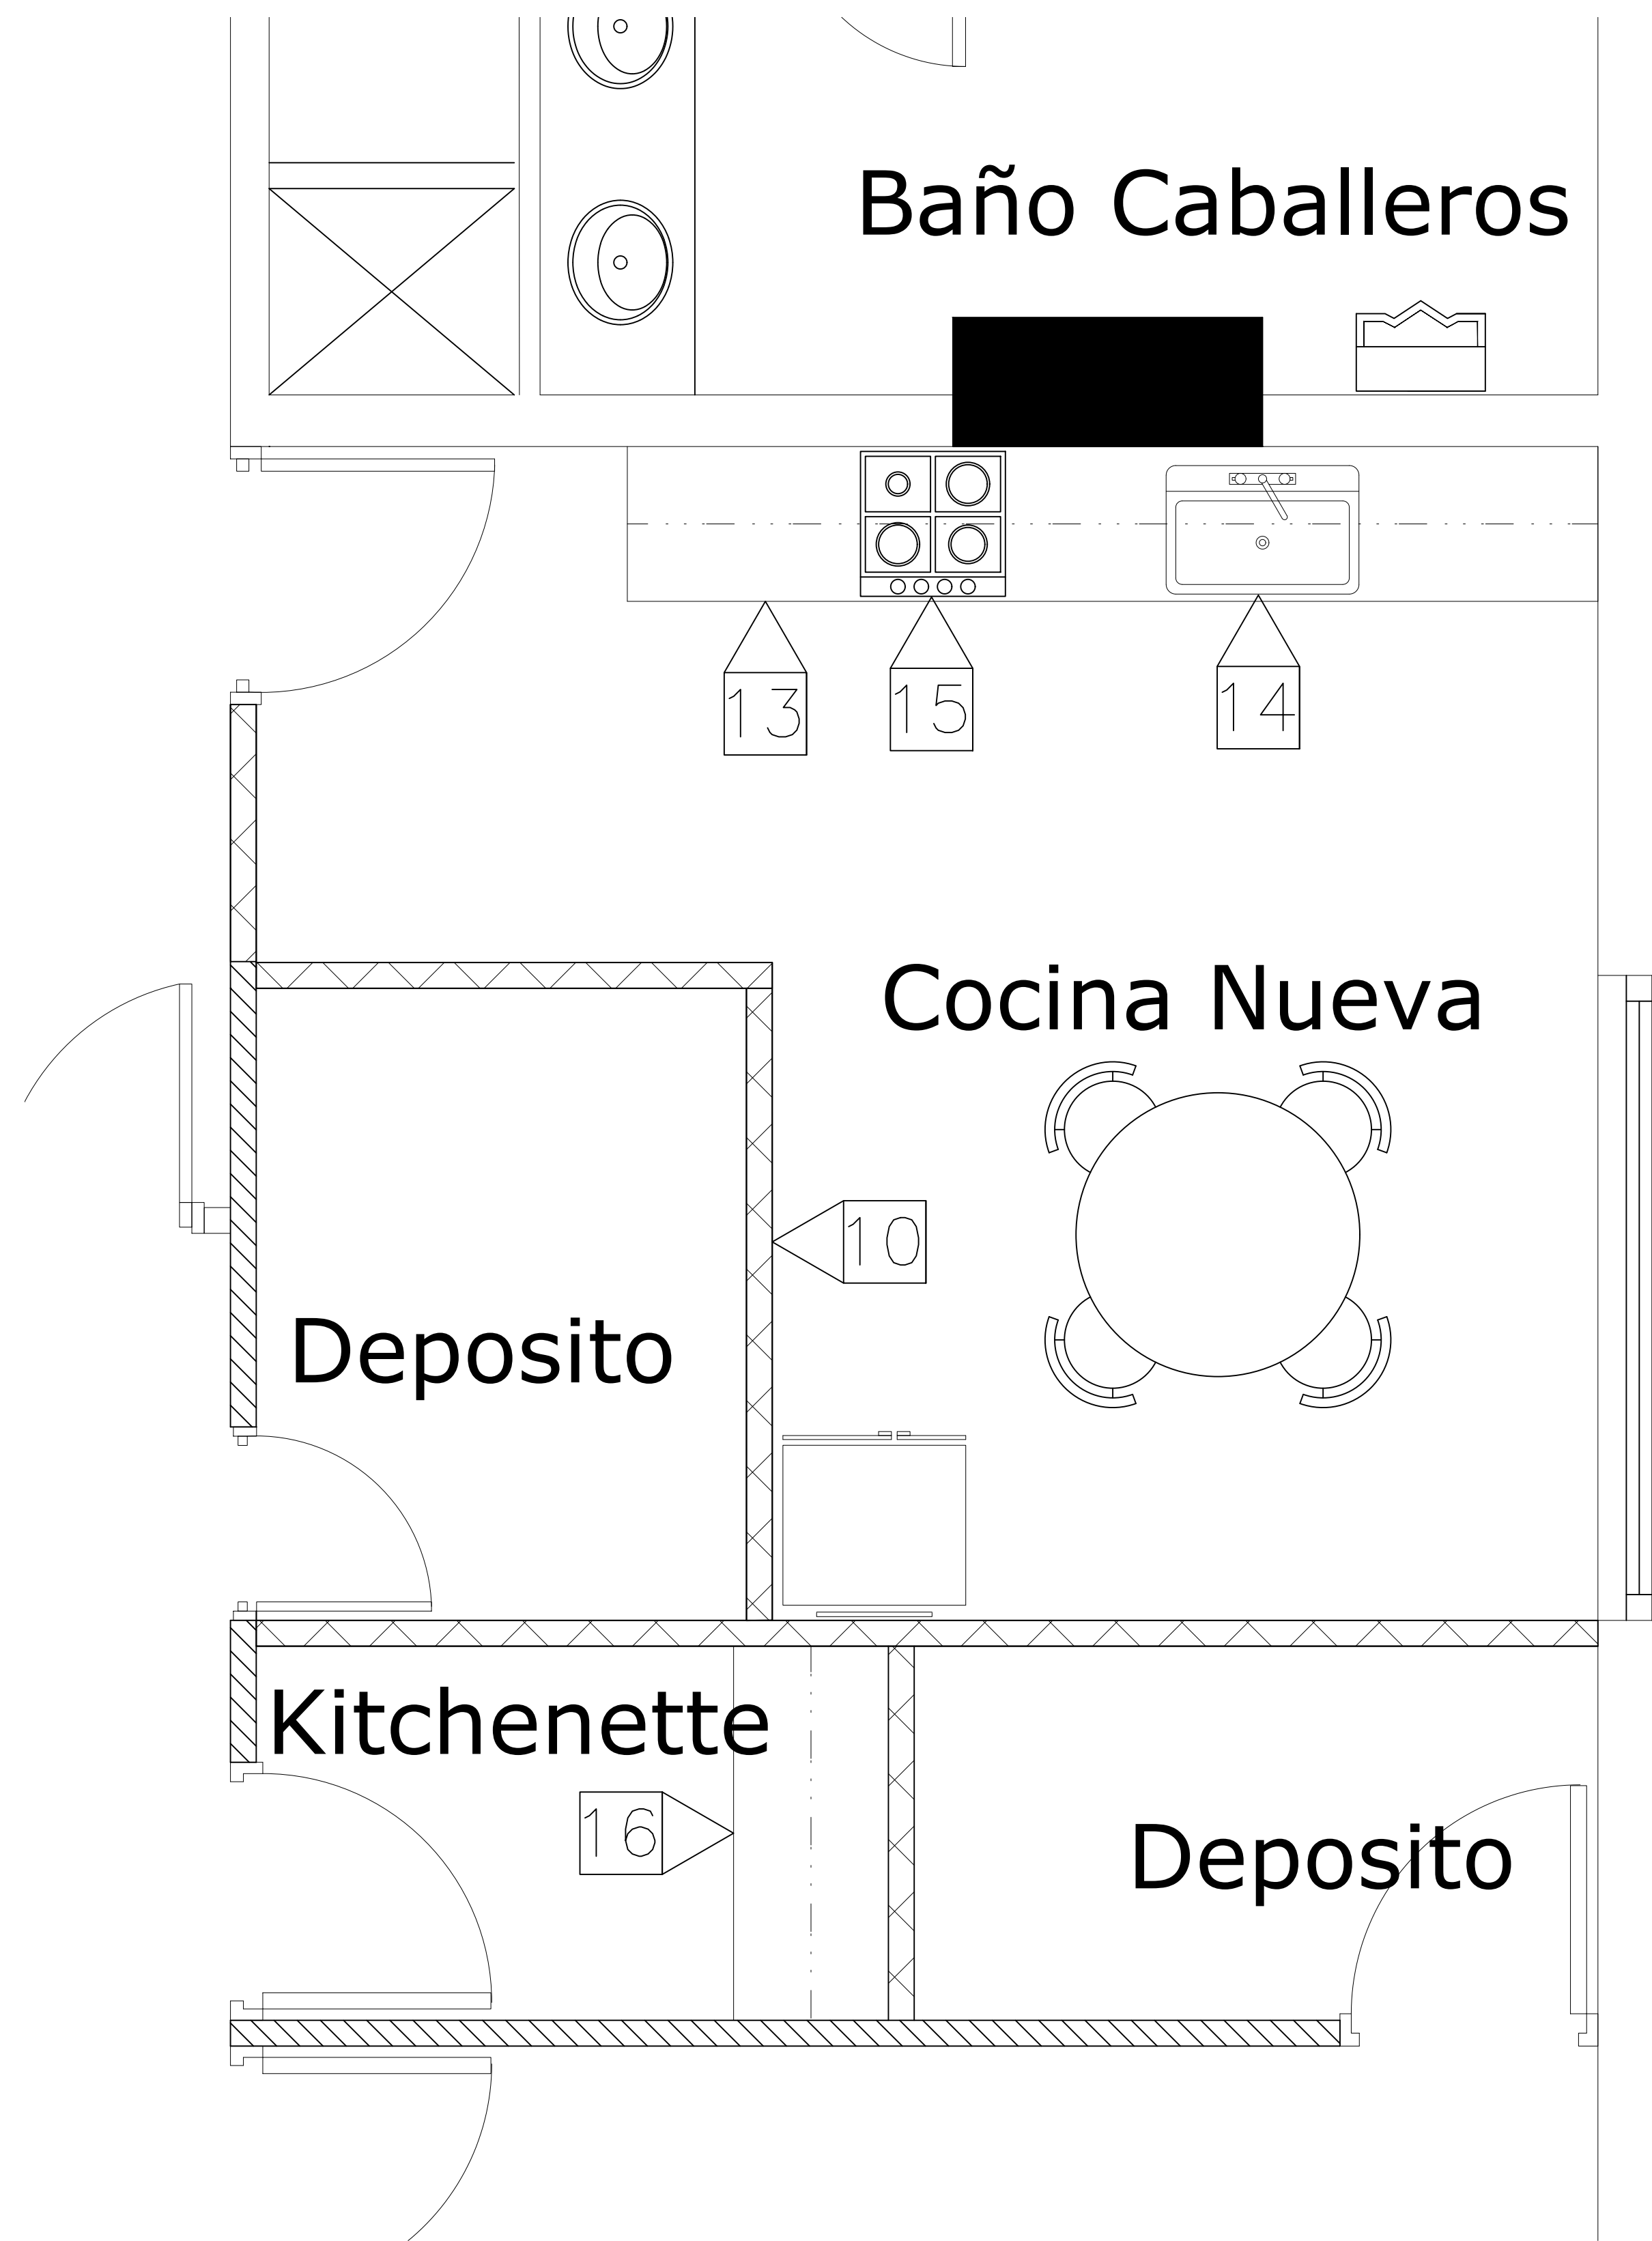 Baño Caballeros
13
15
14
Cocina Nueva
10
Deposito
Kitchenette
16
Deposito